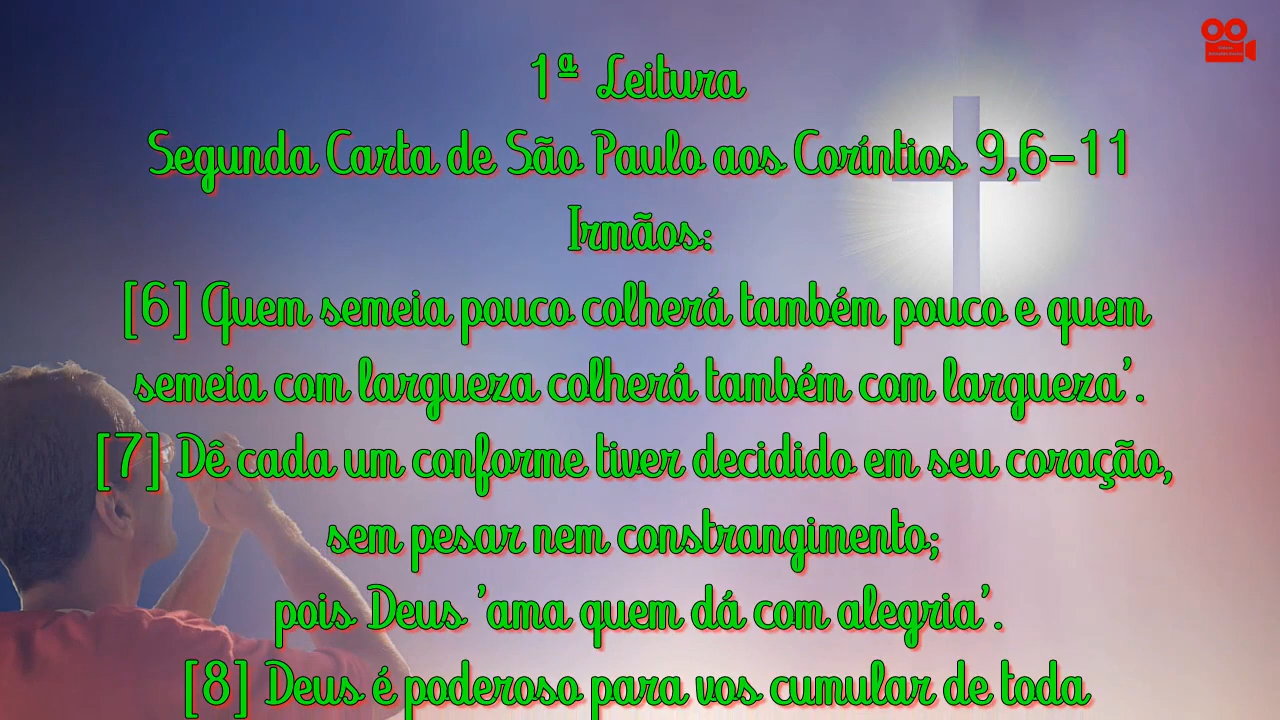 1ª Leitura
Segunda Carta de São Paulo aos Coríntios 9,6-11
Irmãos:
[6] Quem semeia pouco colherá também pouco e quem
semeia com largueza colherá também com largueza'.
[7] Dê cada um conforme tiver decidido em seu coração,
sem pesar nem constrangimento;
pois Deus 'ama quem dá com alegria'.
[8] Deus é poderoso para vos cumular de toda